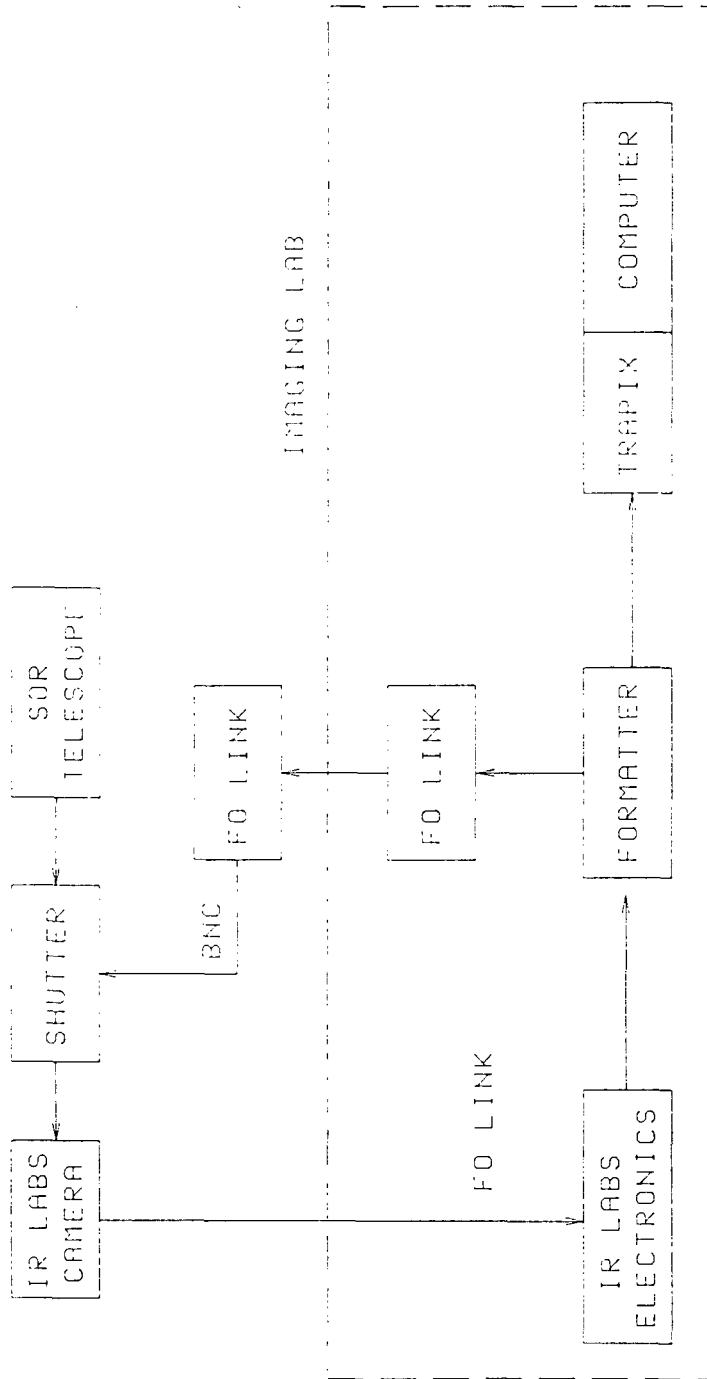 IR LABS
CAMERA
SHUTTER
SOR
TELESCOPE
BNC
FO LINK
IMAGING LAB
FO LINK
FO LINK
IR LABS
ELECTRONICS
FORMATTER
TRAPIX
COMPUTER